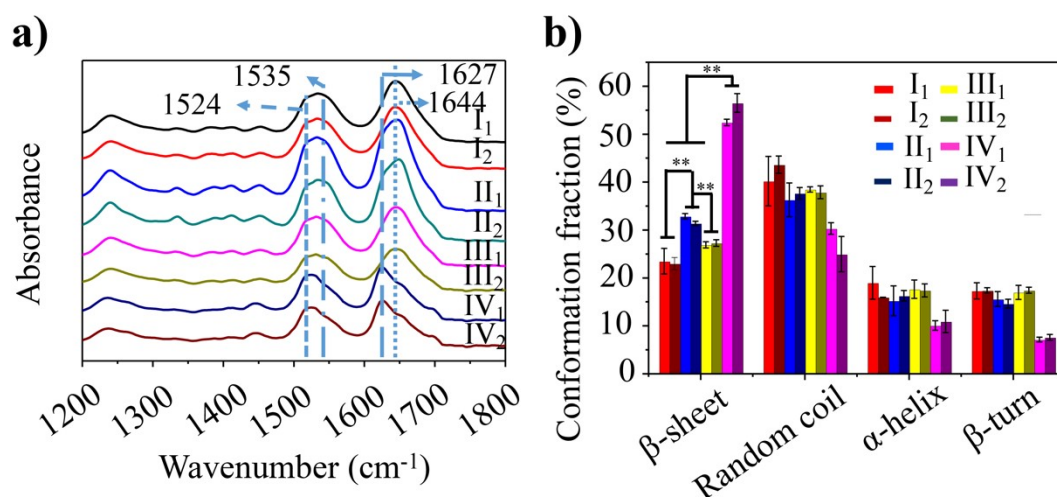 a)
1535
1524
1627
1644
I₁
I₂
II₁
II₂
III₁
III₂
IV₁
IV₂
Absorbance
1200 1300 1400 1500 1600 1700 1800
Wavenumber (cm⁻¹)
b)
Conformation fraction (%)
60
50
40
30
20
10
0
**
**
**
I₁ III₁
I₂ III₂
II₁ IV₁
II₂ IV₂
β-sheet Random coil α-helix β-turn